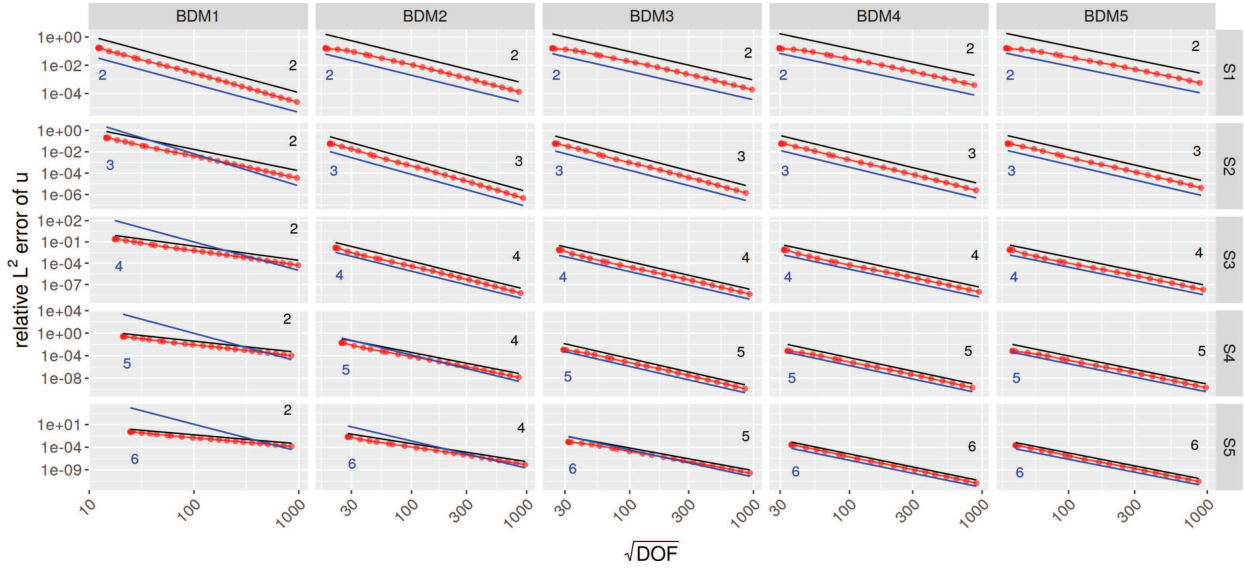 BDM1 BDM2 BDM3 BDM4 BDM5
relative L² error of u
1e+00 2 2 2 2 2 S1
1e-02
2 2 2 2 2
1e-04
1e+00 2 3 3 3 3 S2
1e-02
3 3 3 3 3
1e-04
1e-06
1e+02 2 4 4 4 4 S3
1e-01
4 4 4 4 4
1e-04
1e-07
1e+04 2 4 5 5 5 S4
1e+00
1e-04
5 5 5 5 5
1e-08
2 4 5 6 6 S5
1e+01
1e-04
6 6 6 6 6
1e-09
10 100 1000 30 100 300 1000 30 100 300 1000 30 100 300 1000 100 300 1000
√DOF